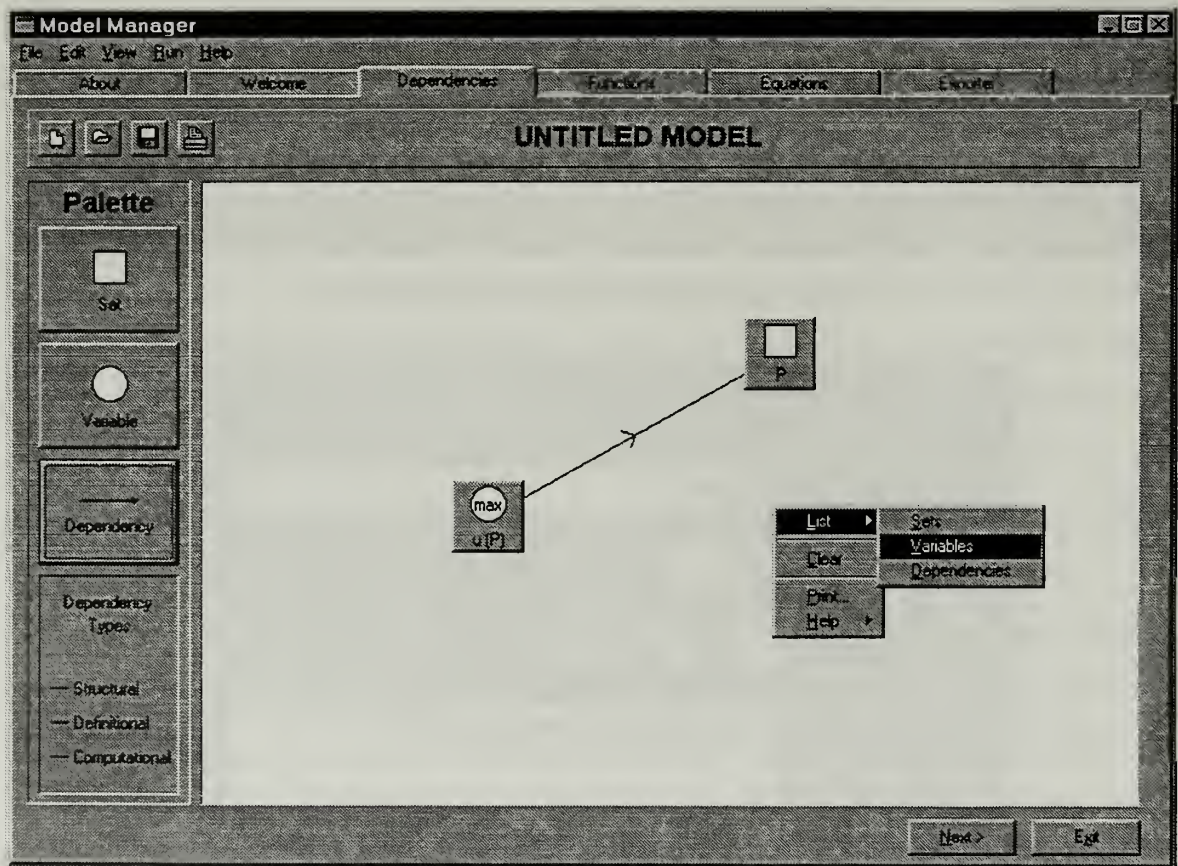 Model Manager
File Edit View Run Help
About Welcome Dependencies Functions Equations Exporter
UNTITLED MODEL
Palette
Set
Variable
Dependency
Dependency
Types
Structural
Definitional
Computational
P
max
u (P)
List Sets
Variables
Clear
Dependencies
Print...
Help
Next >
Exit